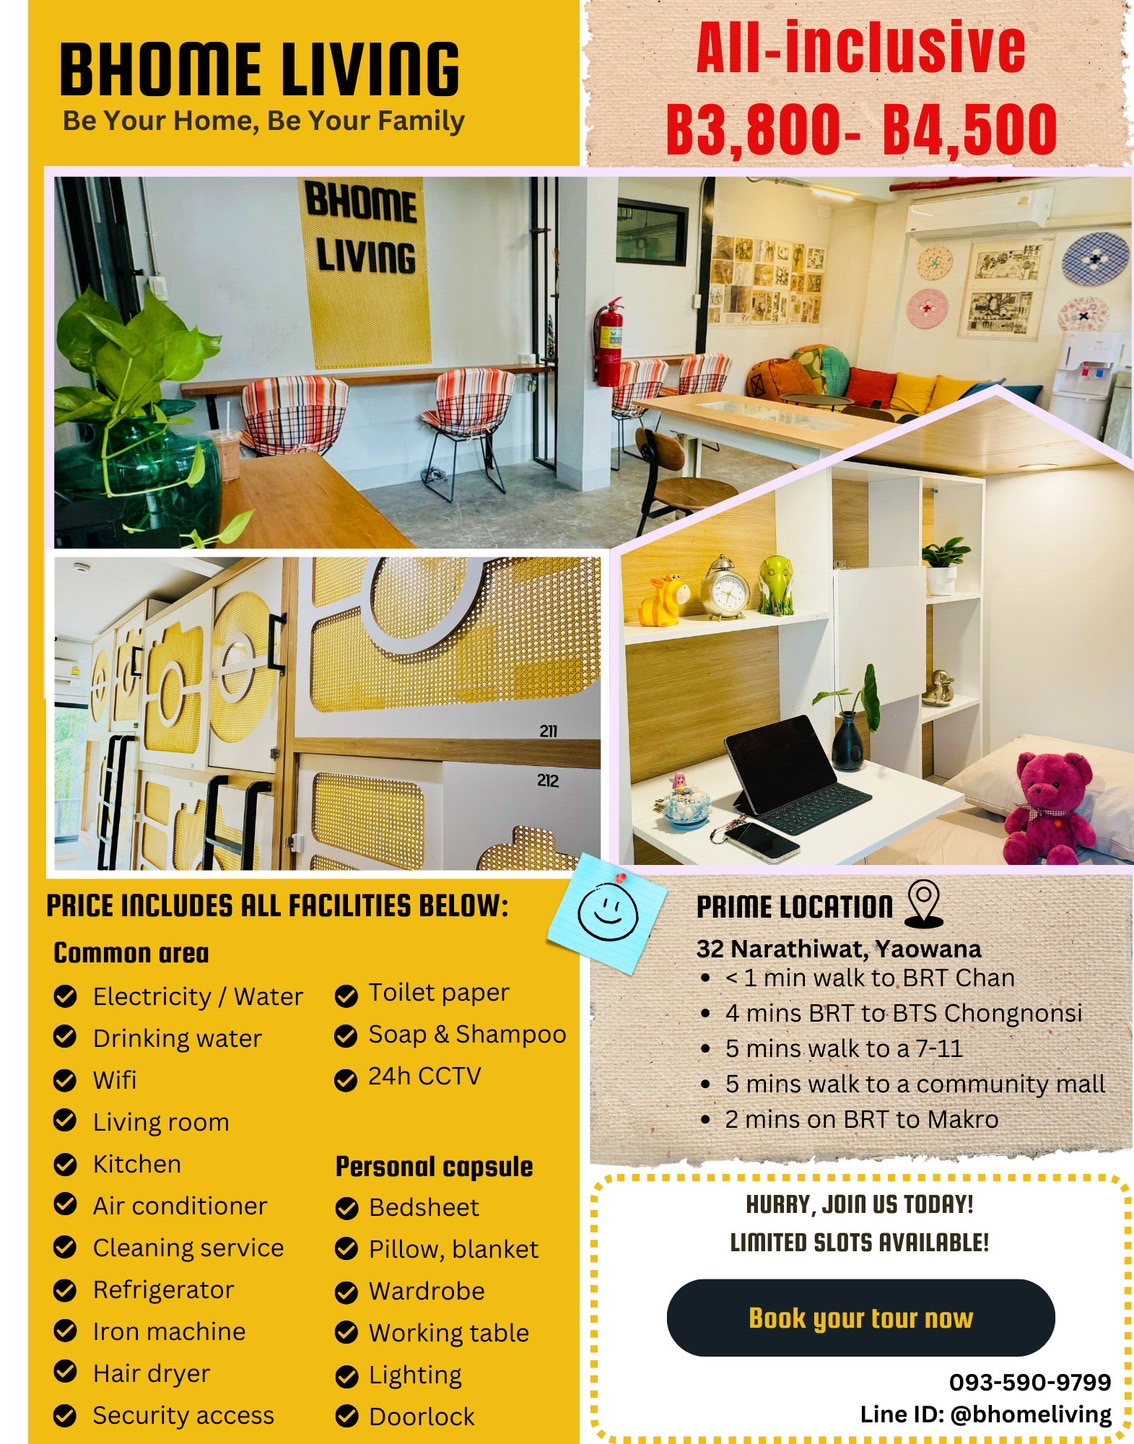 BHOME LIVING
Be Your Home, Be Your Family
All-inclusive
B3,800- B4,500
BHOME
LIVING
211
212
PRICE INCLUDES ALL FACILITIES BELOW:
Common area
Electricity / Water
Drinking water
Wifi
Living room
Kitchen
Air conditioner
Cleaning service
Refrigerator
Iron machine
Hair dryer
Security access
Toilet paper
Soap & Shampoo
24h CCTV
Personal capsule
Bedsheet
Pillow, blanket
Wardrobe
Working table
Lighting
Doorlock
PRIME LOCATION
32 Narathiwat, Yaowana
• < 1 min walk to BRT Chan
• 4 mins BRT to BTS Chongnonsi
• 5 mins walk to a 7-11
• 5 mins walk to a community mall
• 2 mins on BRT to Makro
HURRY, JOIN US TODAY!
LIMITED SLOTS AVAILABLE!
Book your tour now
093-590-9799
Line ID: @bhomeliving